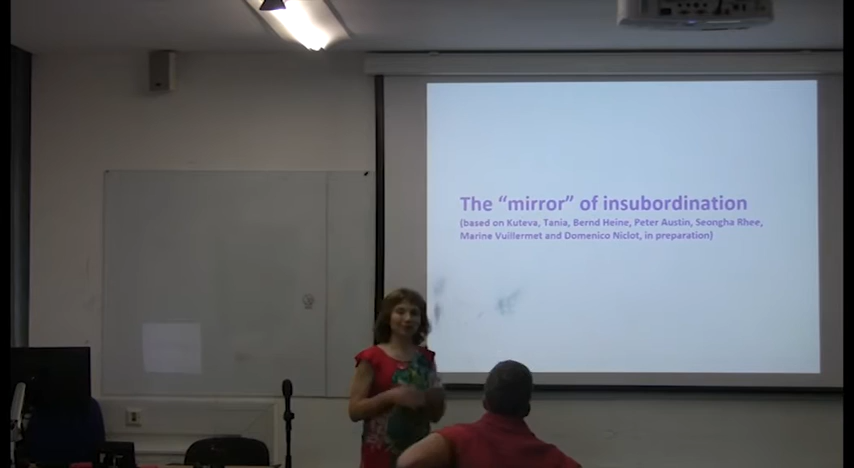 The “mirror” of insubordination
(based on Kuteva, Tania, Bernd Heine, Peter Austin, Seongha Rhee,
Marine Vuillermet and Domenico Niclot, in preparation)